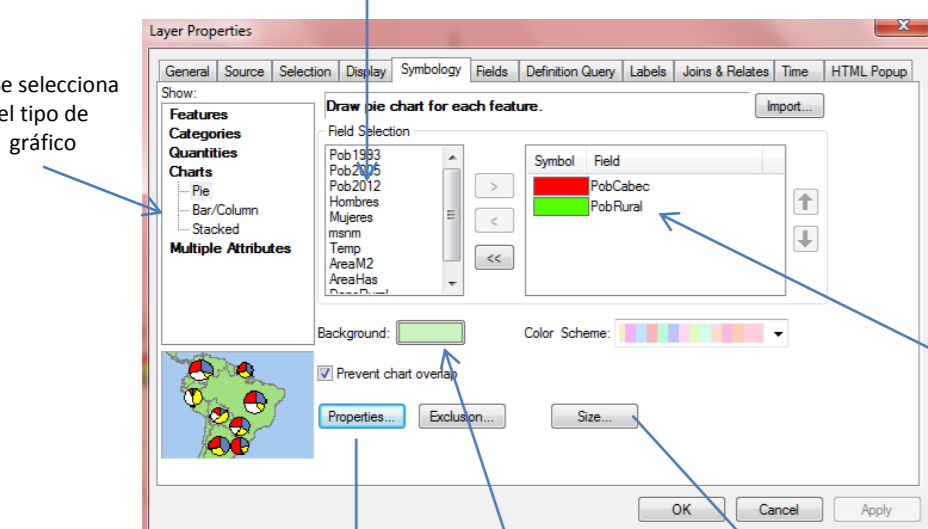 Layer Properties
General Source Selection Display Symbology Fields Definition Query Labels Joins & Relates Time HTML Popup
e selecciona
el tipo de
gráfico
Show:
Features
Categories
Quantities
Charts
Pie
Bar/Column
Stacked
Multiple Attributes
Draw pie chart for each feature.
Import...
Field Selection
Pob1993
Pob2005
Pob2012
Hombres
Mujeres
msnm
Temp
AreaM2
AreaHas
>
<
<<
Symbol Field
PobCabec
PobRural
Background:
Color Scheme:
Prevent chart overlap
Properties...
Exclusion...
Size...
OK
Cancel
Apply